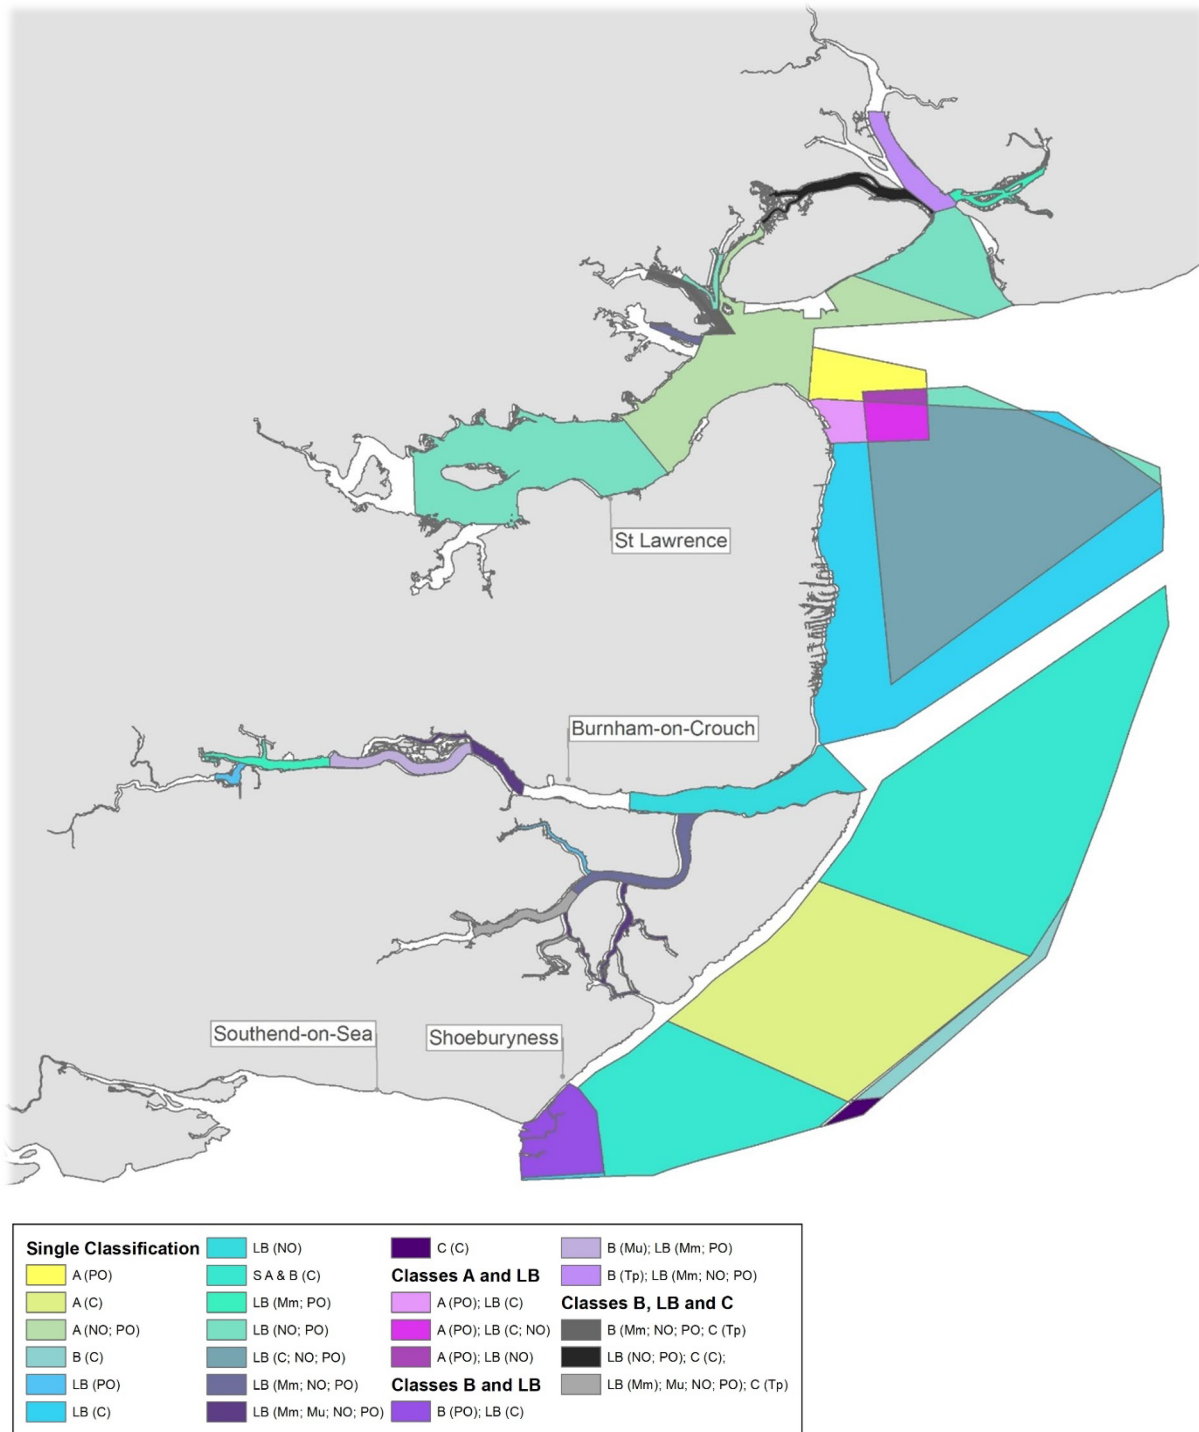 St Lawrence
Burnham-on-Crouch
Southend-on-Sea
Shoeburyness
Single Classification
A (PO)
A (C)
A (NO; PO)
B (C)
LB (PO)
LB (C)
LB (NO)
S A & B (C)
LB (Mm; PO)
LB (NO; PO)
LB (C; NO; PO)
LB (Mm; NO; PO)
LB (Mm; Mu; NO; PO)
C (C)
Classes A and LB
A (PO); LB (C)
A (PO); LB (C; NO)
A (PO); LB (NO)
Classes B and LB
B (PO); LB (C)
B (Mu); LB (Mm; PO)
B (Tp); LB (Mm; NO; PO)
Classes B, LB and C
B (Mm; NO; PO; C (Tp)
LB (NO; PO); C (C);
LB (Mm); Mu; NO; PO); C (Tp)